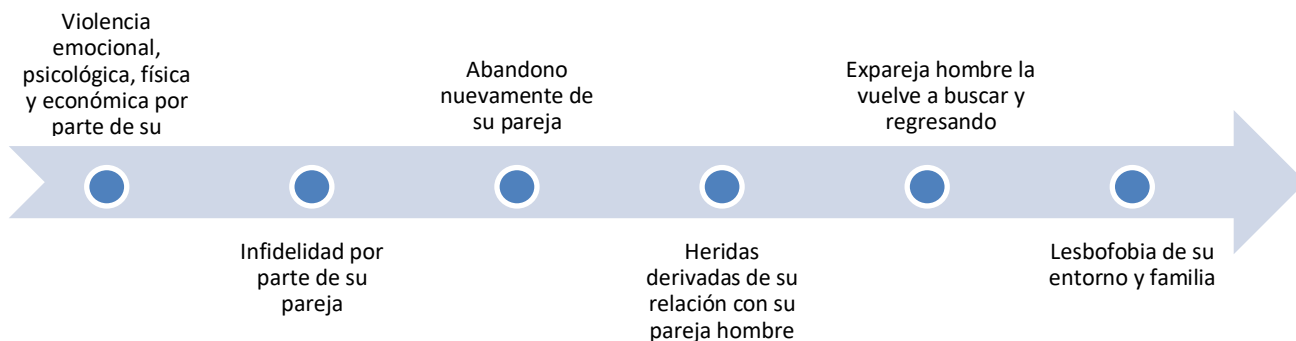 Violencia
emocional,
psicológica, física
y económica por
parte de su
Infidelidad por
parte de su
pareja
Abandono
nuevamente de
su pareja
Heridas
derivadas de su
relación con su
pareja hombre
Expareja hombre la
vuelve a buscar y
regresando
Lesbofobia de su
entorno y familia